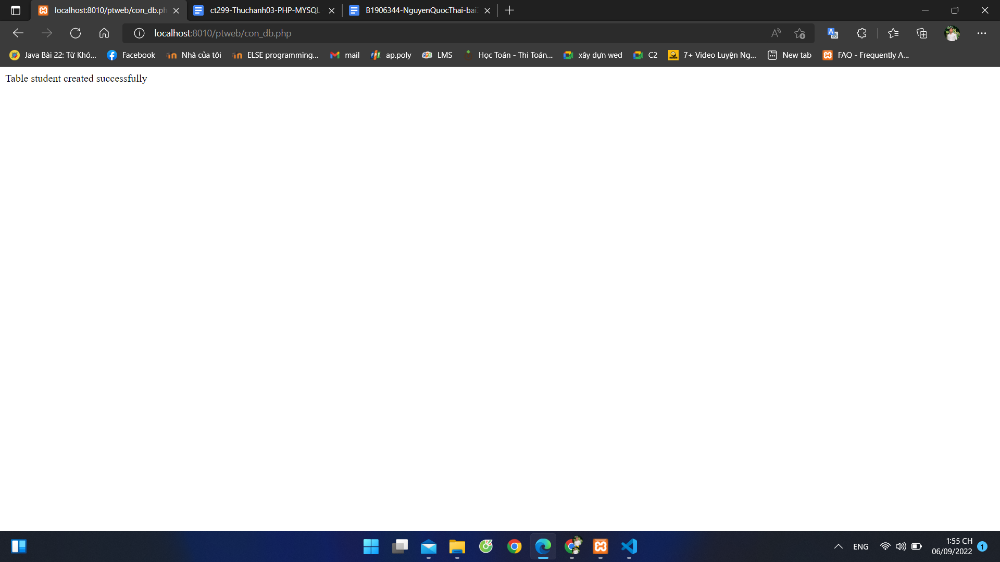 localhost:8010/ptweb/con_db.ph
ct299-Thuchanh03-PHP-MYSQL
B1906344-NguyenQuocThai-bai3
localhost:8010/ptweb/con_db.php
Java Bài 22: Từ Khó...
Facebook
Nhà của tôi
ELSE programming...
mail
ap.poly
LMS
Học Toán - Thi Toán...
xây dựn wed
C2
7+ Video Luyện Ng...
New tab
FAQ - Frequently A...
Table student created successfully
ENG
1:55 CH
06/09/2022
1